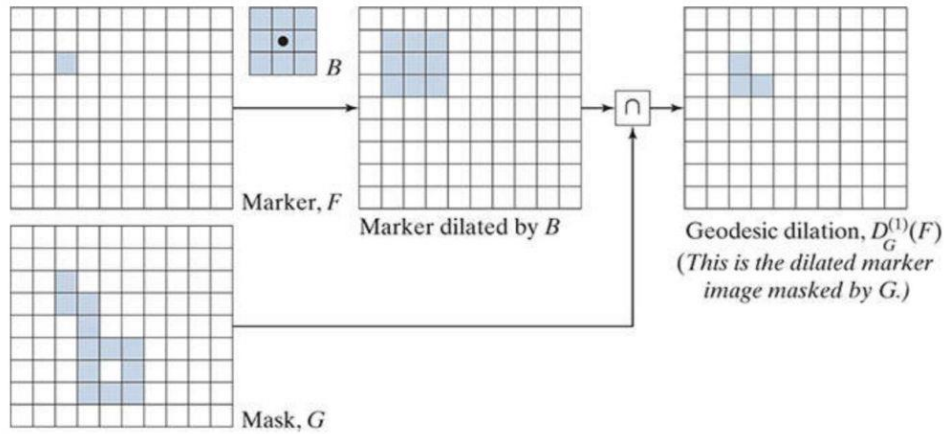 B
Marker, F
Marker dilated by B
∩
Geodesic dilation, D_G^{(1)}(F)
(This is the dilated marker
image masked by G.)
Mask, G